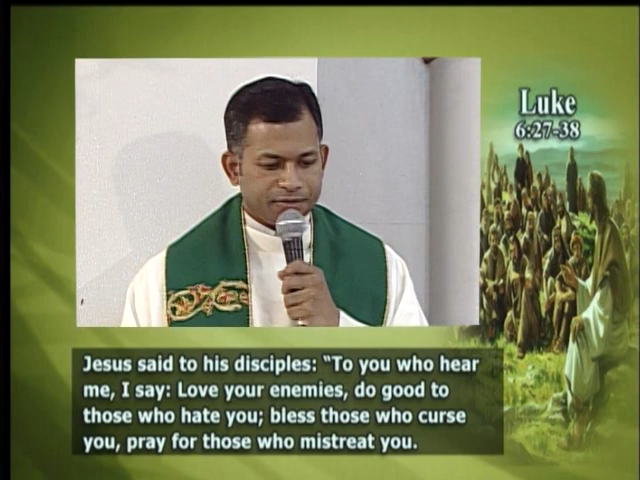 Luke
6:27-38
Jesus said to his disciples: “To you who hear
me, I say: Love your enemies, do good to
those who hate you; bless those who curse
you, pray for those who mistreat you.